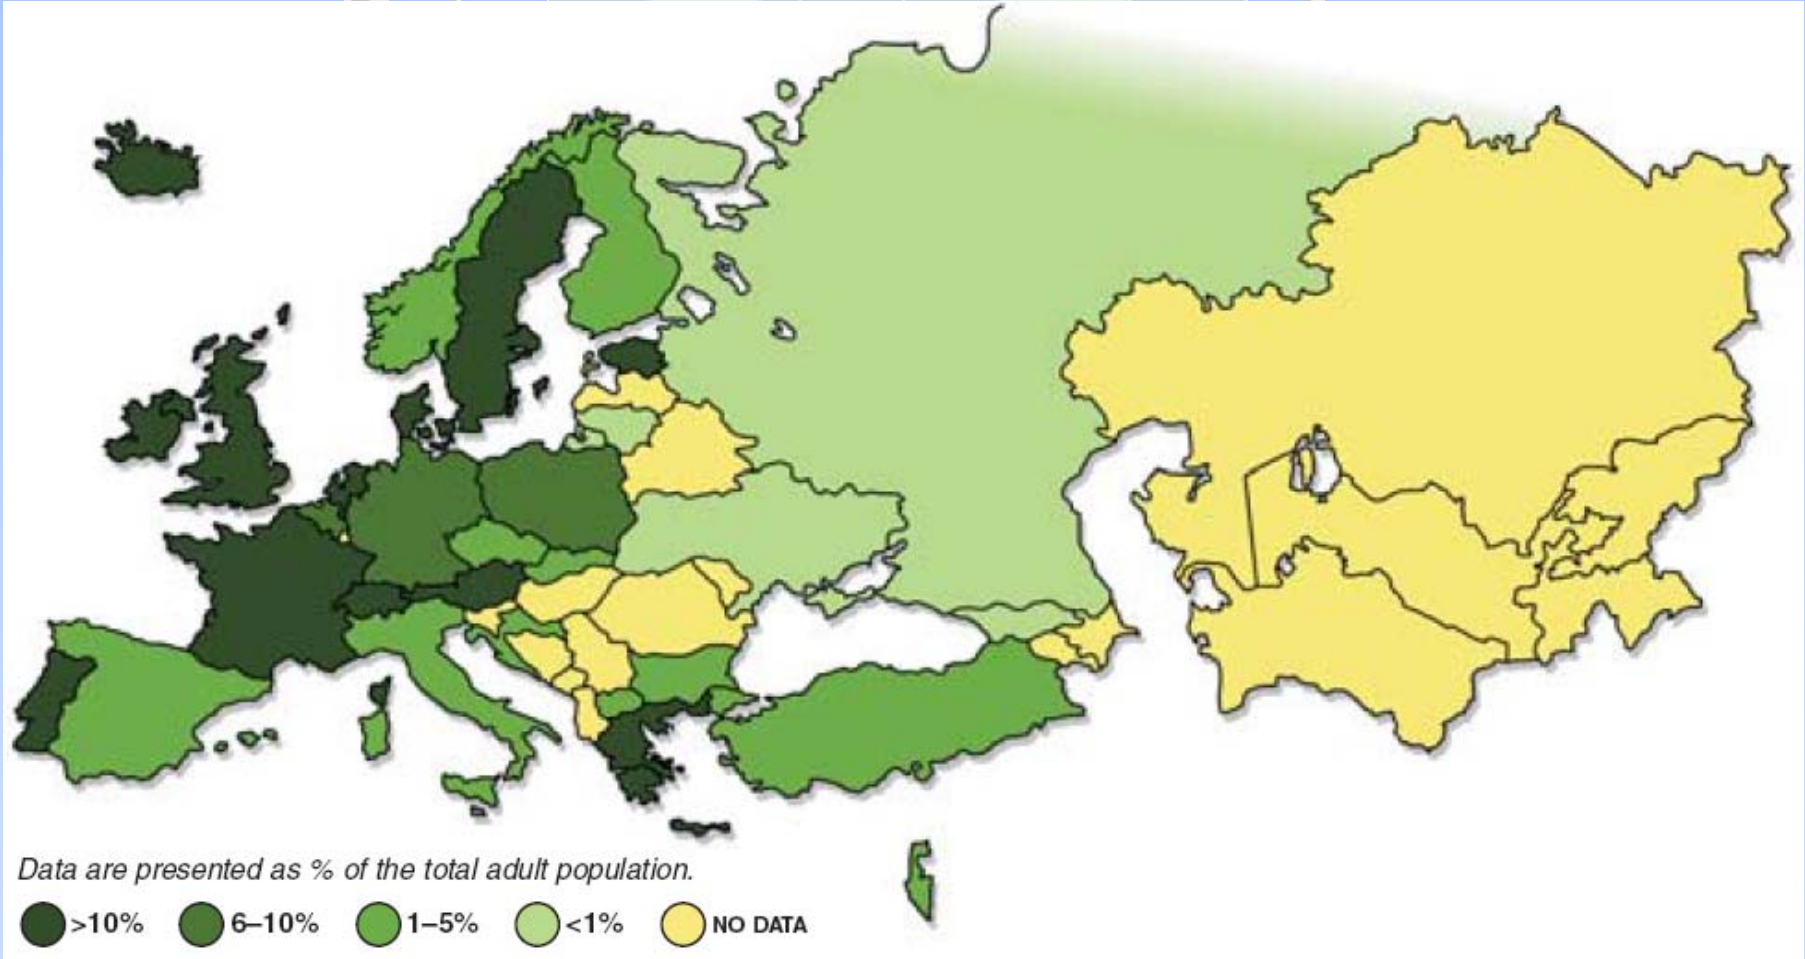 Data are presented as % of the total adult population.
>10% 6–10% 1–5% <1% NO DATA